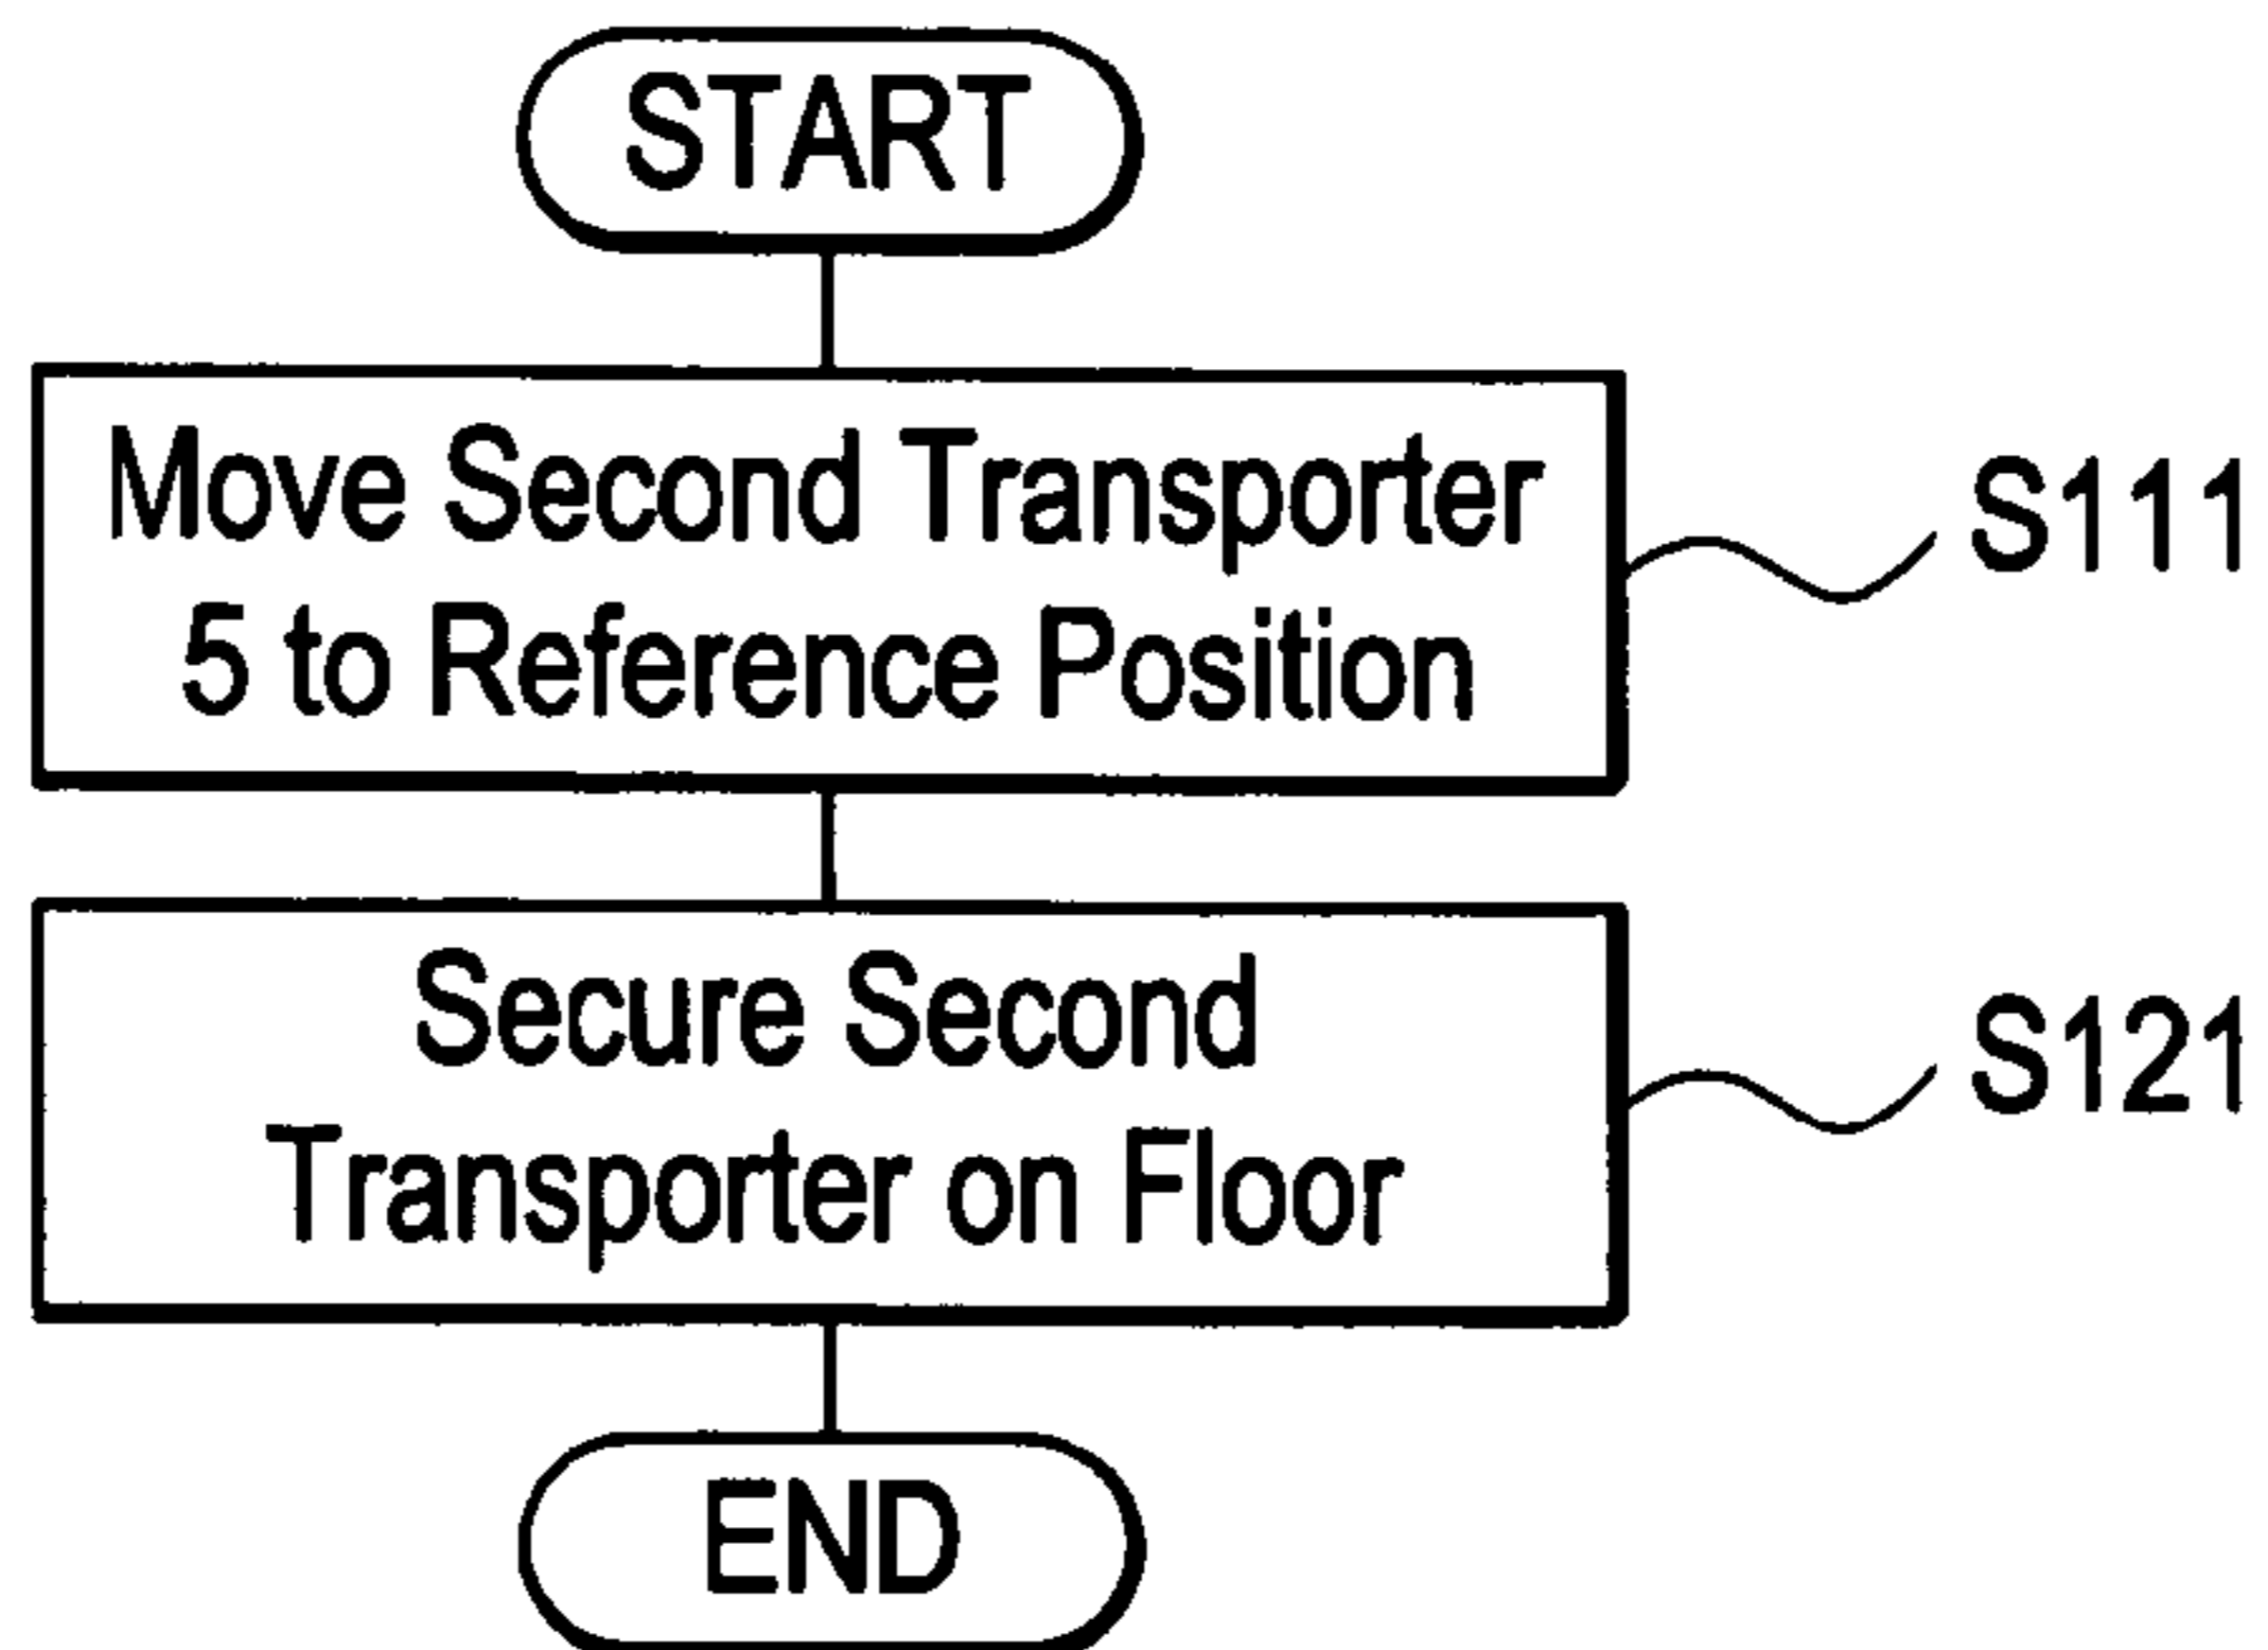 START
Move Second Transporter
5 to Reference Position
S111
Secure Second
Transporter on Floor
S121
END